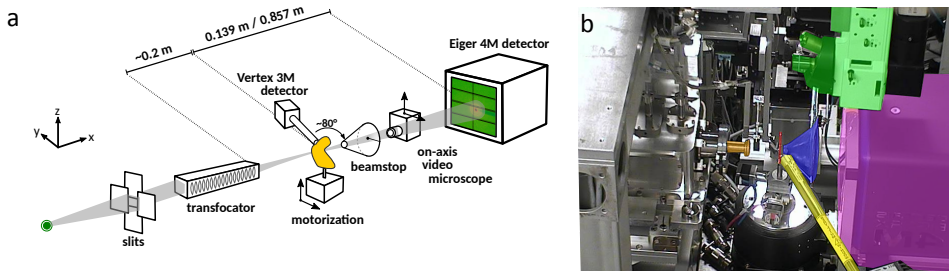 a
~0.2 m
0.139 m / 0.857 m
Eiger 4M detector
Vertex 3M
detector
~80°
z
y
x
beamstop
on-axis
video
microscope
transfocator
motorization
slits
b